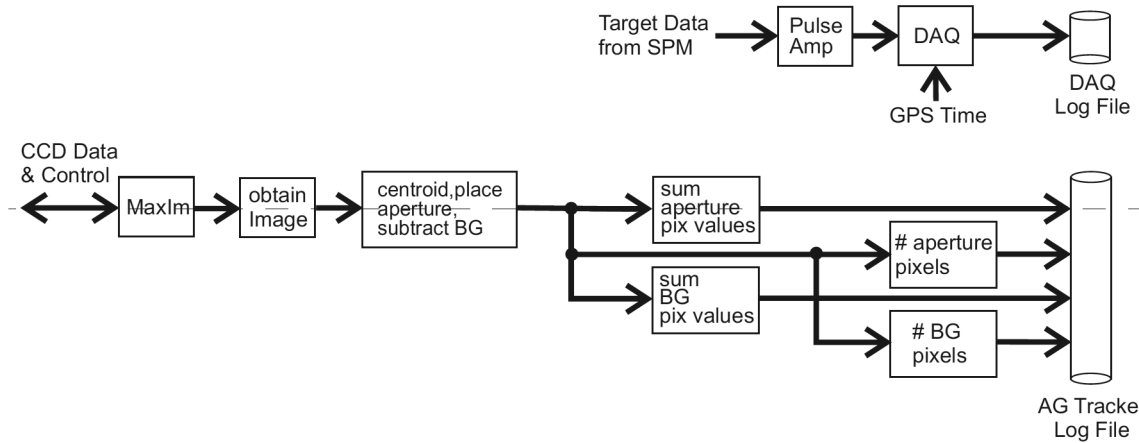 Target Data
from SPM
Pulse
Amp
DAQ
GPS Time
DAQ
Log File
CCD Data
& Control
MaxIm
obtain
Image
centroid,place
aperture,
subtract BG
sum
aperture
pix values
# aperture
pixels
sum
BG
pix values
# BG
pixels
AG Tracke
Log File